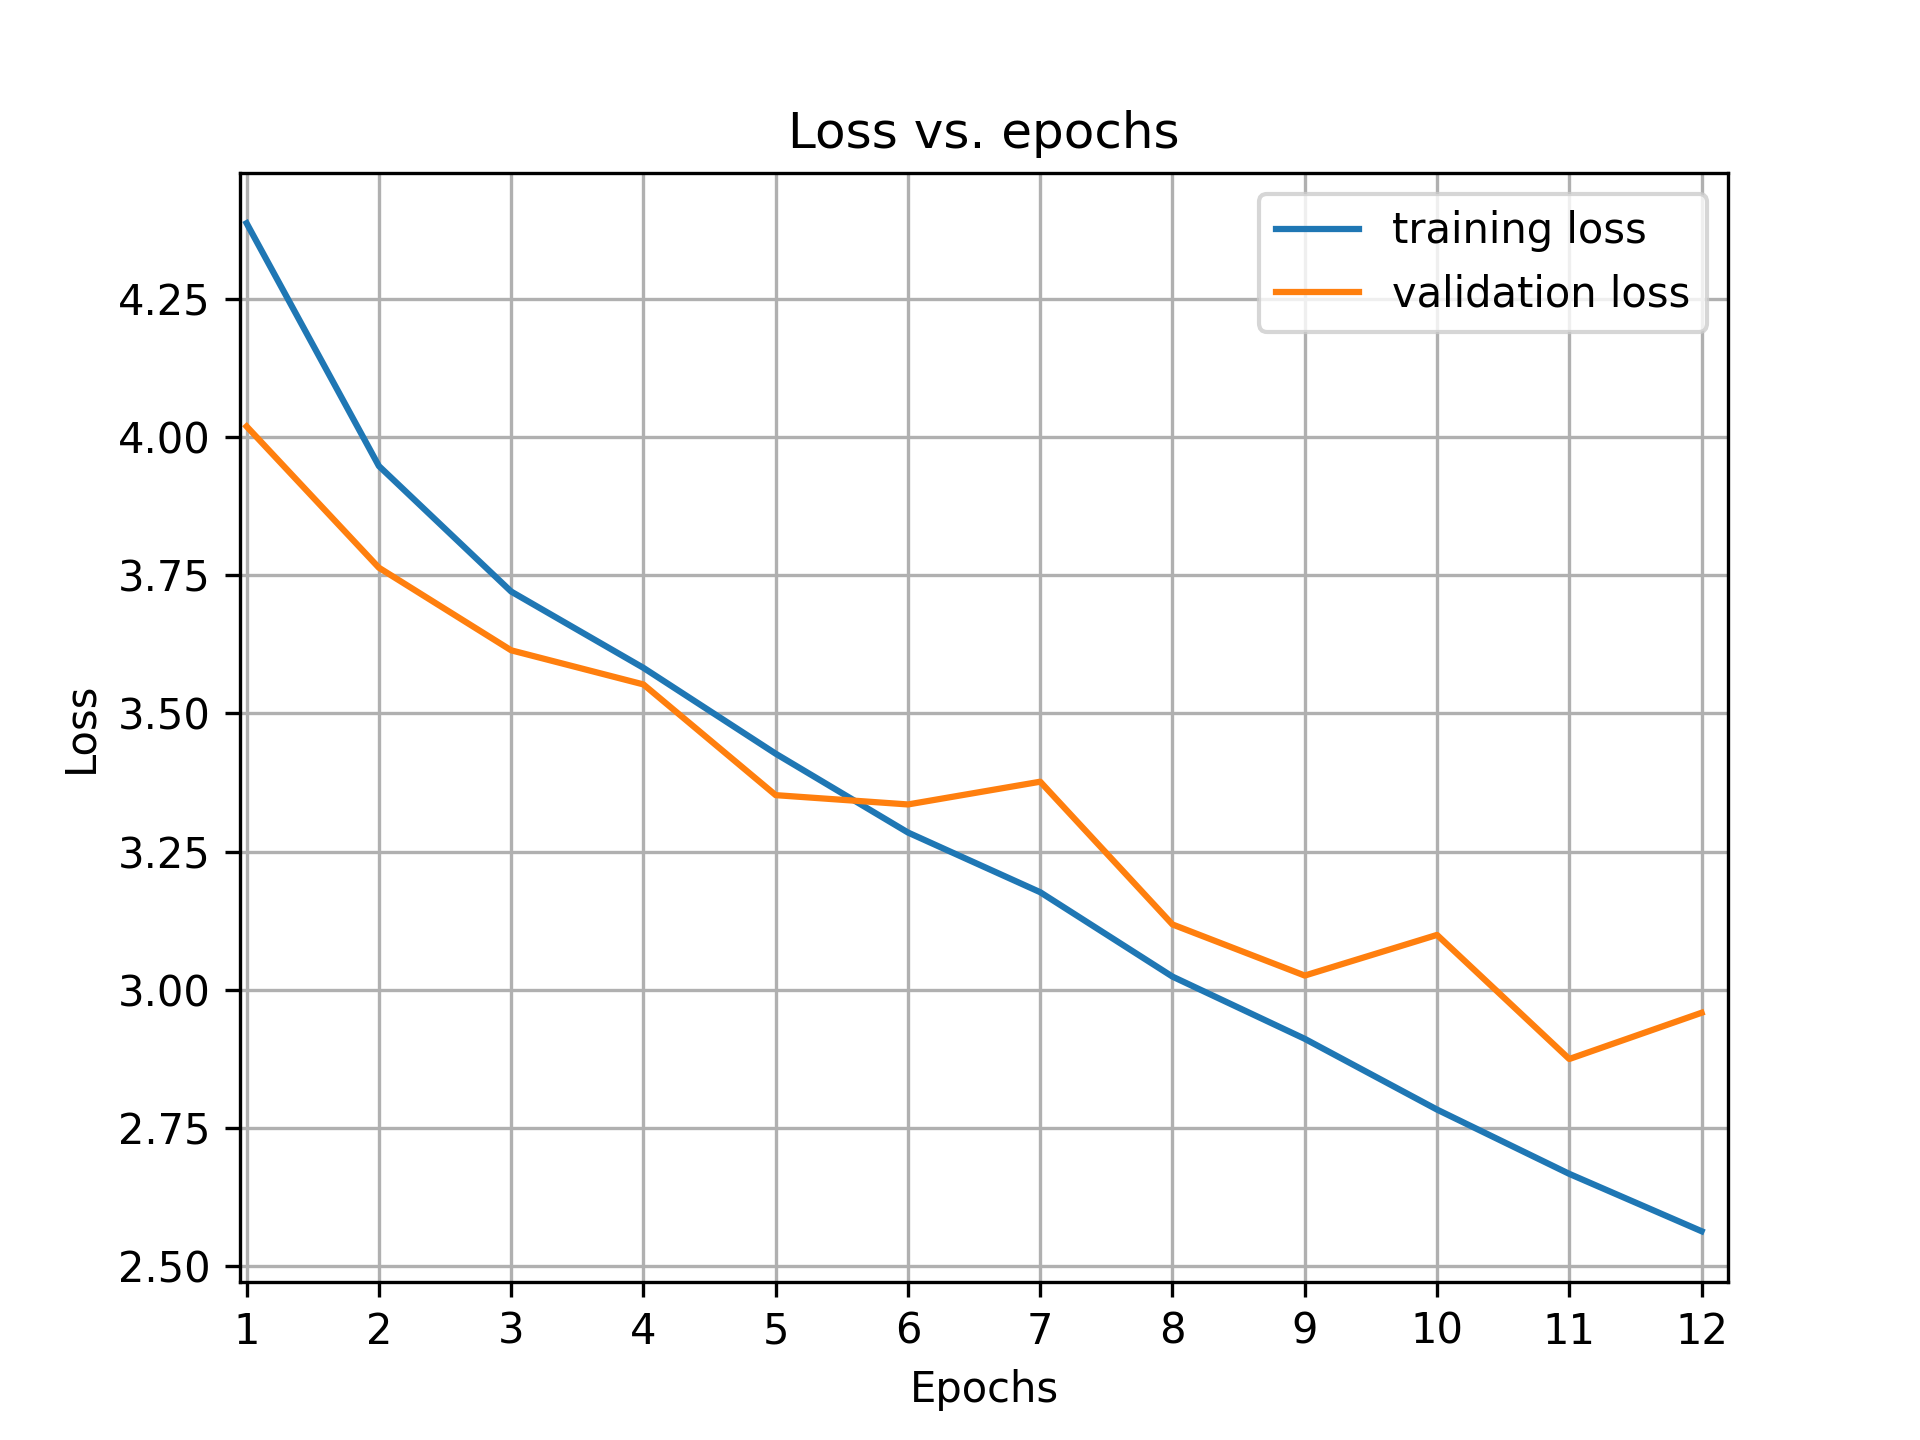 Loss vs. epochs
training loss
validation loss
4.25
4.00
3.75
3.50
3.25
3.00
2.75
2.50
Loss
1 2 3 4 5 6 7 8 9 10 11 12
Epochs